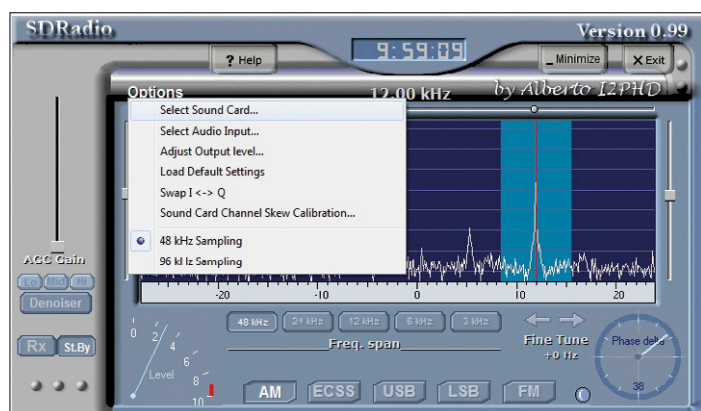 SDRadio
Version 0.99
? Help
9:59:09
_ Minimize
X Exit
Options
12.00 kHz
by Alberto I2PHD
Select Sound Card...
Select Audio Input...
Adjust Output level...
Load Default Settings
Swap I <-> Q
Sound Card Channel Skew Calibration...
48 kHz Sampling
96 kHz Sampling
AGC Gain
Lo Mid Hi
Denoiser
Rx St.By
-20 -10 0 10 20
48 kHz 24 kHz 12 kHz 6 kHz 3 kHz
Freq. span
Fine Tune
+0 Hz
Phase delta
38
0 2 4 6 8 10
Level
AM ECSS USB LSB FM